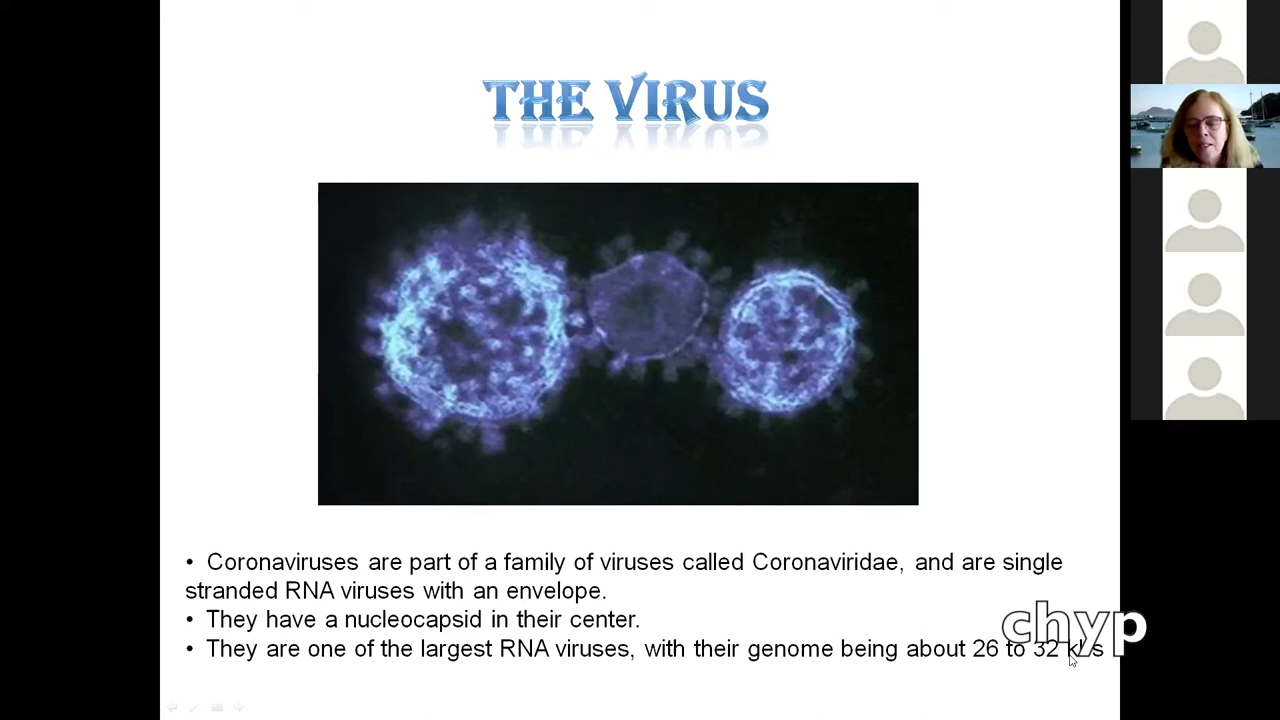 THE VIRUS
• Coronaviruses are part of a family of viruses called Coronaviridae, and are single
stranded RNA viruses with an envelope.
• They have a nucleocapsid in their center.
chyp
• They are one of the largest RNA viruses, with their genome being about 26 to 32